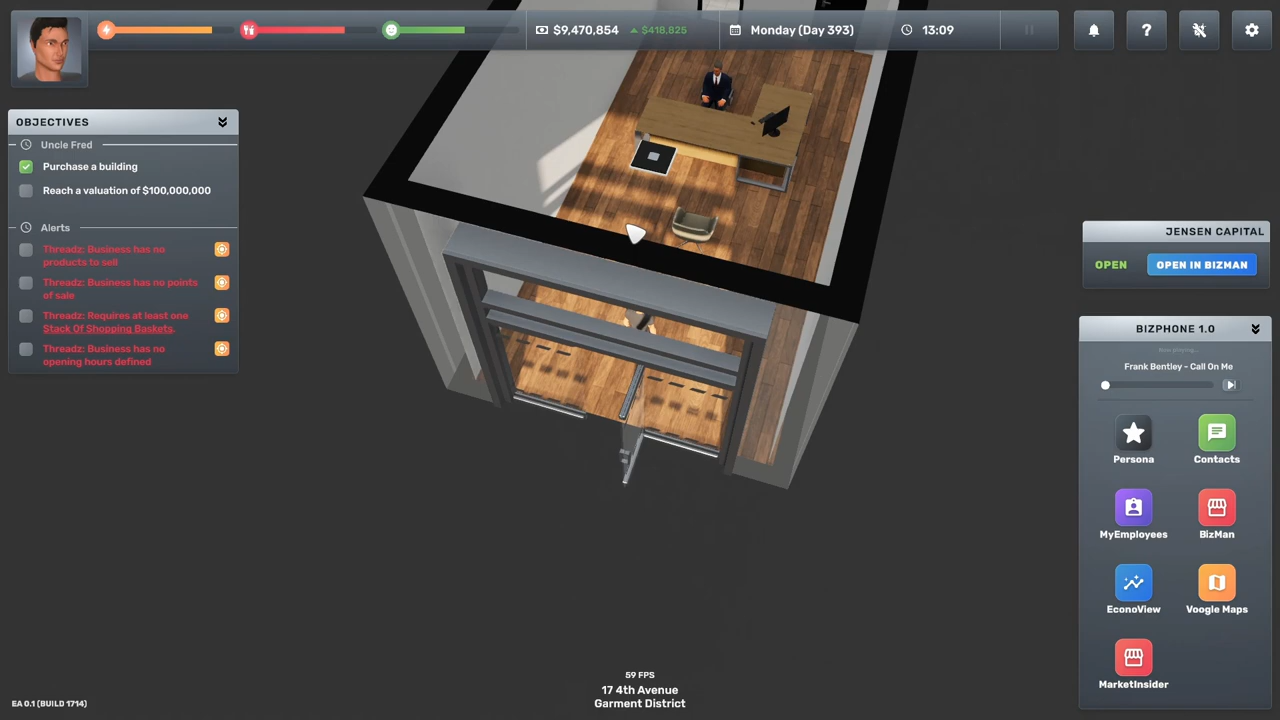 $9,470,854
$418,825
Monday (Day 393)
13:09
?
OBJECTIVES
Uncle Fred
Purchase a building
Reach a valuation of $100,000,000
Alerts
Threadz: Business has no
products to sell
Threadz: Business has no points
of sale
Threadz: Requires at least one
Stack Of Shopping Baskets.
Threadz: Business has no
opening hours defined
JENSEN CAPITAL
OPEN
OPEN IN BIZMAN
BIZPHONE 1.0
Now playing...
Frank Bentley - Call On Me
Persona
Contacts
MyEmployees
BizMan
EconoView
Voogle Maps
MarketInsider
59 FPS
17 4th Avenue
Garment District
EA 0.1 (BUILD 1714)